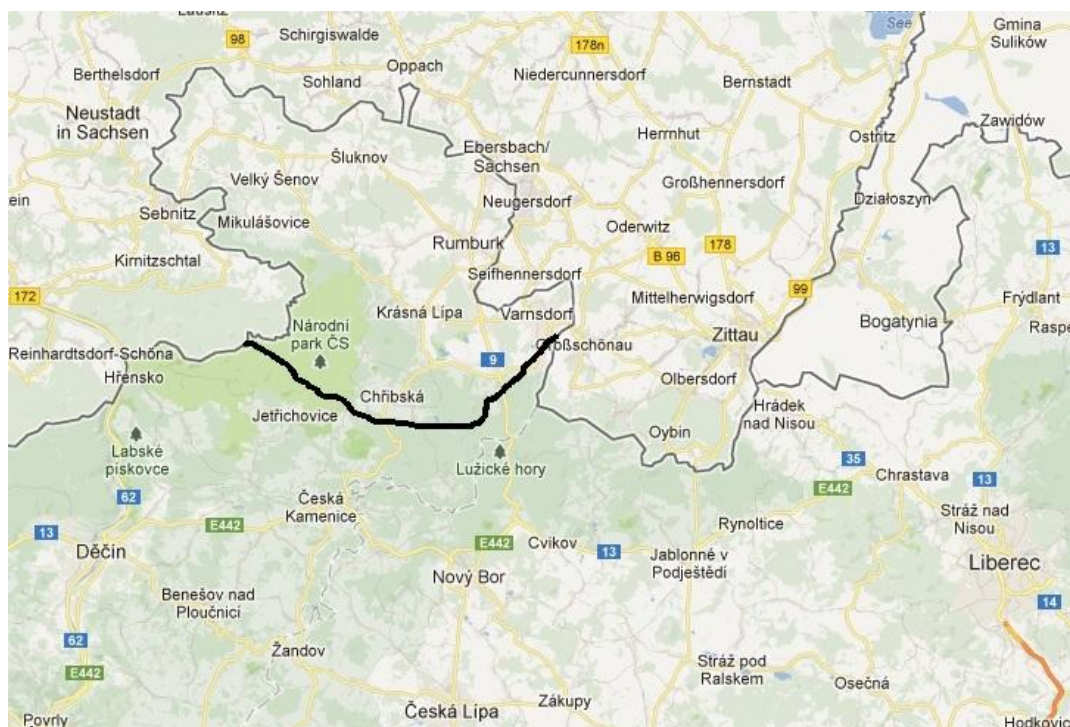 Lausitz
See
Gmina
Sulików
98
Schirgiswalde
178n
Oppach
Berthelsdorf
Sohland
Niedercunnersdorf
Bernstadt
Neustadt
in Sachsen
Zawidów
Herrnhut
Ostritz
Ebersbach/
Sachsen
Šluknov
Velký Šenov
Großhennersdorf
Działoszyn
Neugersdorf
Sebnitz
Mikulášovice
Oderwitz
Rumburk
178
13
Kirnitzschtal
B 96
Seifhennersdorf
99
172
Mittelherwigsdorf
Frýdlant
Krásná Lípa
Varnsdorf
Bogatynia
Národní
park ČS
Zittau
Raspe
Reinhardtsdorf-Schöna
Großschönau
9
Hřensko
Olbersdorf
Chřibská
Jetřichovice
Hrádek
nad Nisou
Oybin
Labské
pískovce
Lužické hory
35
Chrastava
62
E442
13
Česká
Kamenice
Stráž nad
Nisou
13
E442
Rynoltice
Děčín
E442
Cvikov
13
Jablonné v
Podještědí
Liberec
Nový Bor
Benešov nad
Ploučnicí
14
62
Žandov
E442
Stráž pod
Ralskem
Osečná
Zákupy
Česká Lípa
Povrly
Hodkovic